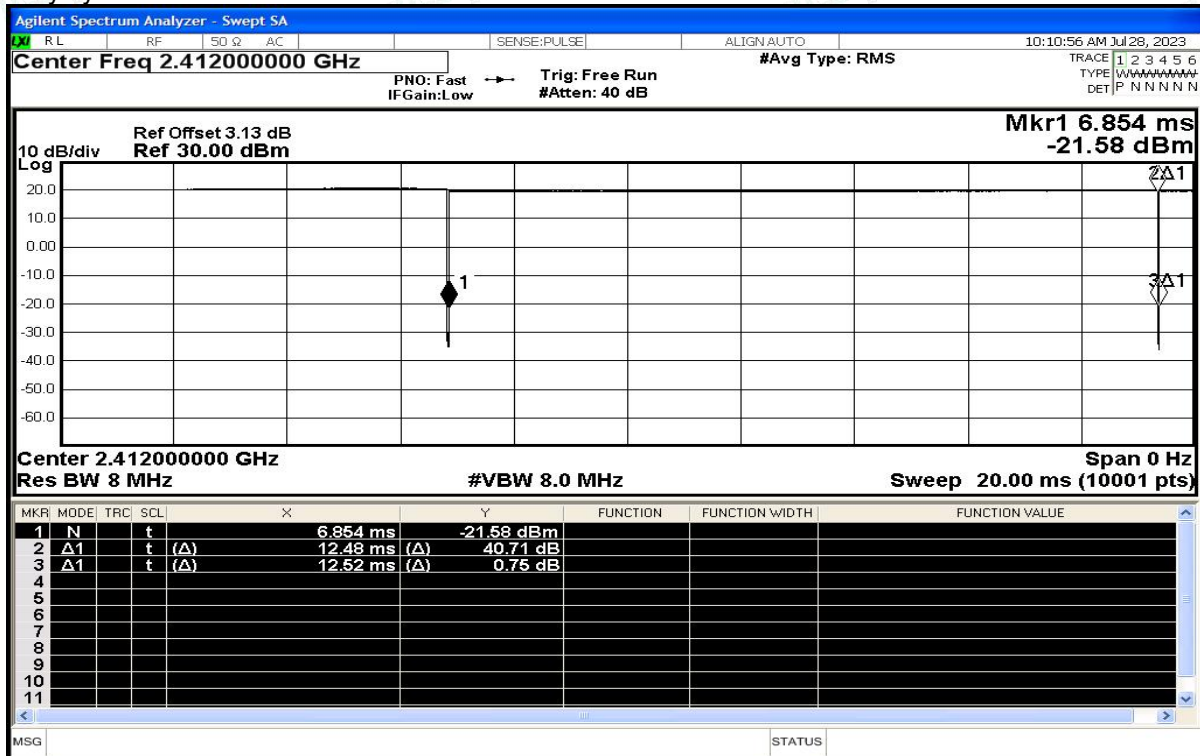 Agilent Spectrum Analyzer - Swept SA
LXI RL RF 50 Ω AC SENSE:PULSE ALIGN AUTO 10:10:56 AM Jul 28, 2023
Center Freq 2.412000000 GHz #Avg Type: RMS TRACE 1 2 3 4 5 6
PNO: Fast Trig: Free Run TYPE WWWWWW
IFGain:Low #Atten: 40 dB DET P N N N N N
Mkr1 6.854 ms
Ref Offset 3.13 dB
10 dB/div Ref 30.00 dBm -21.58 dBm
Log
2Δ1
20.0
10.0
0.00
-10.0
1 3Δ1
-20.0
-30.0
-40.0
-50.0
-60.0
Center 2.412000000 GHz Span 0 Hz
Res BW 8 MHz #VBW 8.0 MHz Sweep 20.00 ms (10001 pts)
MKR MODE TRC SCL X Y FUNCTION FUNCTION WIDTH FUNCTION VALUE
1 N t 6.854 ms -21.58 dBm
2 Δ1 t (Δ) 12.48 ms (Δ) 40.71 dB
3 Δ1 t (Δ) 12.52 ms (Δ) 0.75 dB
4
5
6
7
8
9
10
11
MSG STATUS